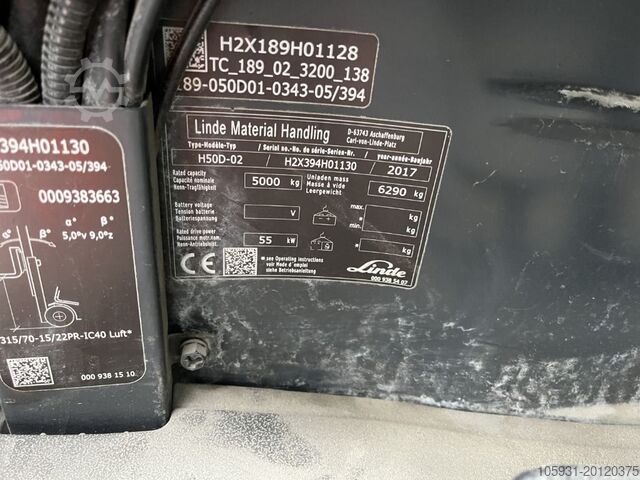 H2X189H01128
TC_189_02_3200_138
189-050D01-0343-05/394
Linde Material Handling
D-63743 Aschaffenburg
Carl-von-Linde-Platz
Type-Modèle-Typ
Serial no.-No. de série-Serien-Nr.
year-année-Baujahr
H50D-02
H2X394H01130
2017
Rated capacity
Capacité nominale
Nenn-Tragfähigkeit
5000 kg
Unladen mass
Masse à vide
Leergewicht
6290 kg
Battery voltage
Tension batterie
Batteriespannung
V
* max.
* min.
kg
kg
Rated drive power
Puissance motr.nom.
Nenn-Antriebsleist.
55 kW
* kg
CE
* see Operating instructions
voir Mode d'emploi
siehe Betriebsanleitung
Linde
000 938 54 07
394H01130
050D01-0343-05/394
0009383663
α° β°
β° 5,0°v 9,0°z
315/70-15/22PR-IC40 Luft*
000 938 15 10
105931-20120375